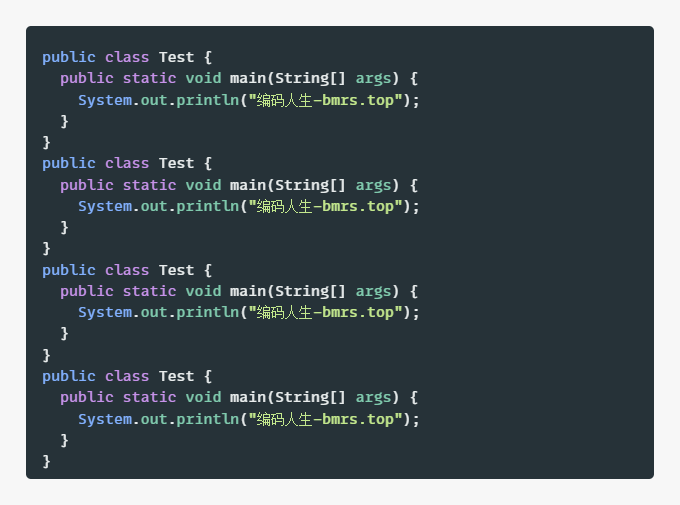 public class Test {
  public static void main(String[] args) {
    System.out.println("编码人生-bmrs.top");
  }
}
public class Test {
  public static void main(String[] args) {
    System.out.println("编码人生-bmrs.top");
  }
}
public class Test {
  public static void main(String[] args) {
    System.out.println("编码人生-bmrs.top");
  }
}
public class Test {
  public static void main(String[] args) {
    System.out.println("编码人生-bmrs.top");
  }
}